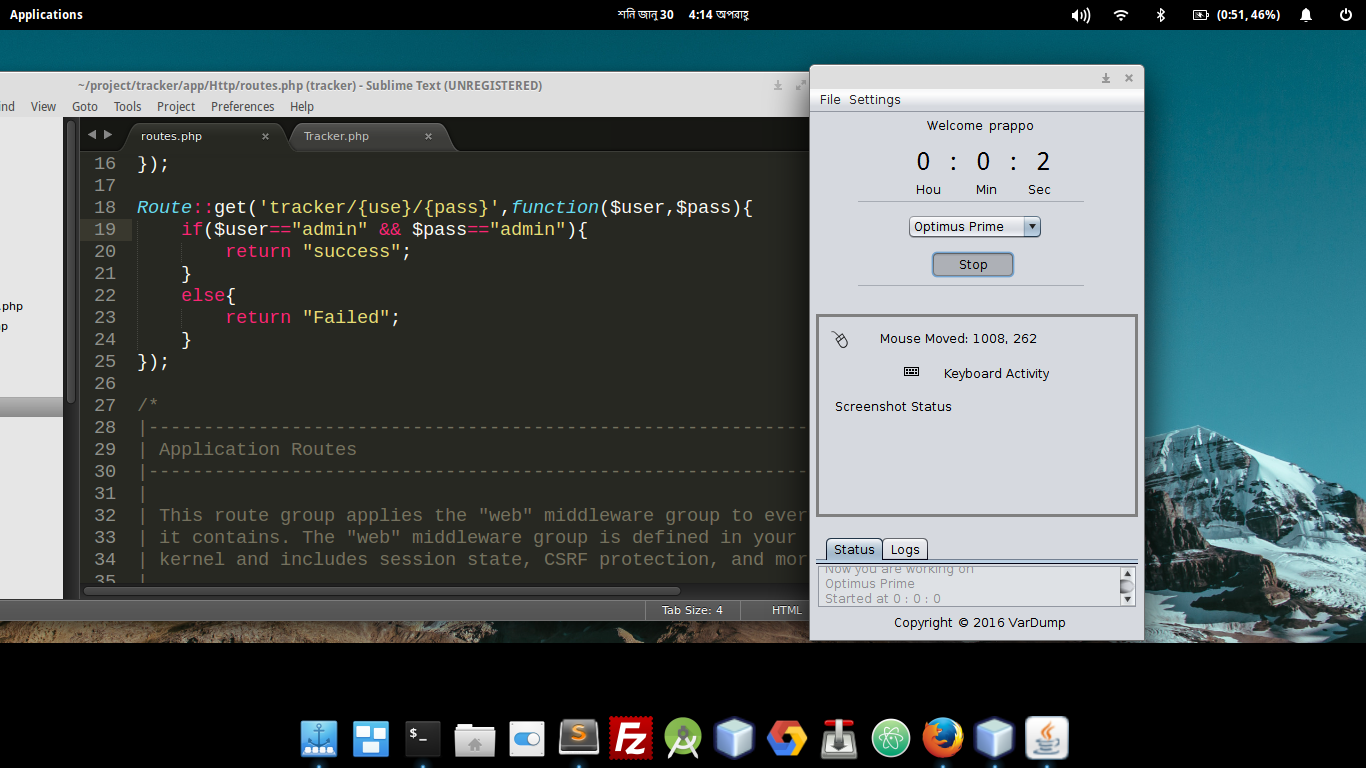 Applications
শনি জানু 30 4:14 অপরাহ্ণ
(0:51, 46%)
~/project/tracker/app/Http/routes.php (tracker) - Sublime Text (UNREGISTERED)
ind View Goto Tools Project Preferences Help
routes.php × Tracker.php ×
.php
16 });
17
18 Route::get('tracker/{use}/{pass}',function($user,$pass){
19 if($user=="admin" && $pass=="admin"){
20 return "success";
21 }
22 else{
23 return "Failed";
24 }
25 });
26
27 /*
28 |-------------------------------------------------------------
29 | Application Routes
30 |-------------------------------------------------------------
31 |
32 | This route group applies the "web" middleware group to ever
33 | it contains. The "web" middleware group is defined in your
34 | kernel and includes session state, CSRF protection, and mor
35 |
Tab Size: 4 HTML
File Settings
Welcome prappo
0 : 0 : 2
Hou Min Sec
Optimus Prime
Stop
Mouse Moved: 1008, 262
Keyboard Activity
Screenshot Status
Status Logs
Now you are working on
Optimus Prime
Started at 0 : 0 : 0
Copyright © 2016 VarDump
$_
S
Fz